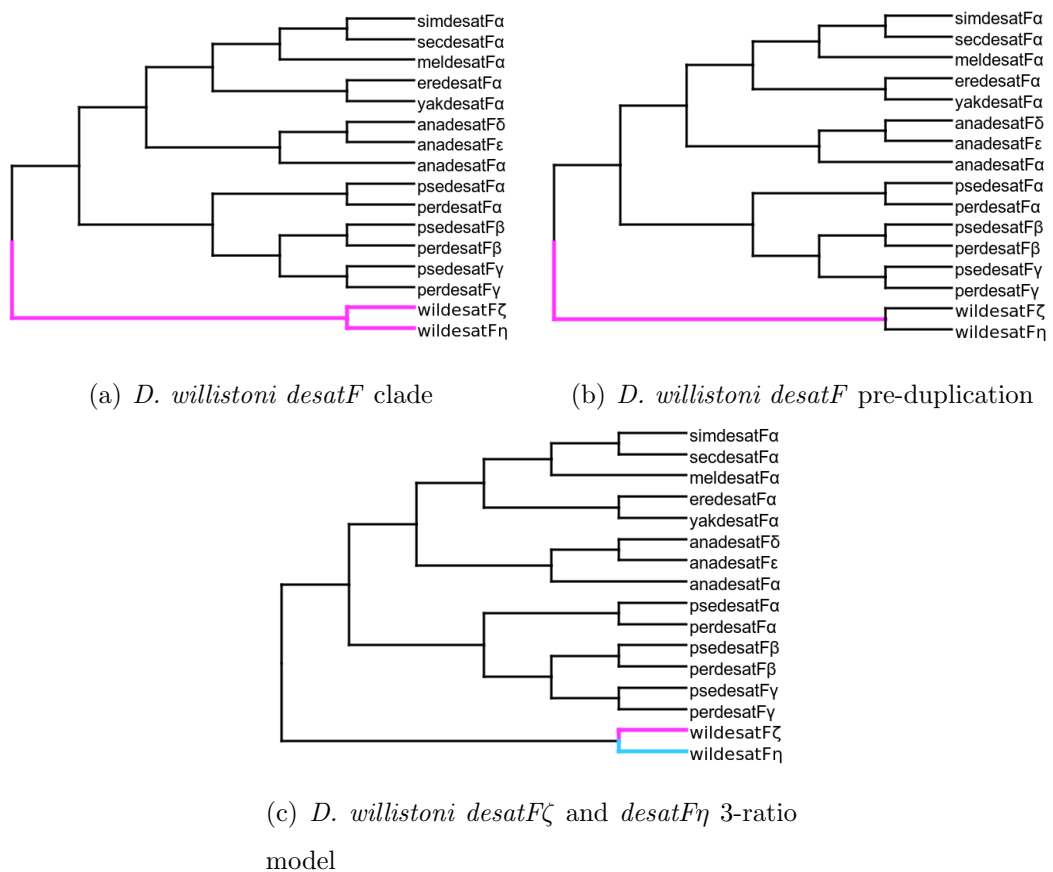 simdesatFα
secdesatFα
meldesatFα
eredesatFα
yakdesatFα
anadesatFδ
anadesatFε
anadesatFα
psedesatFα
perdesatFα
psedesatFβ
perdesatFβ
psedesatFγ
perdesatFγ
wildesatFζ
wildesatFη
(a) D. willistoni desatF clade
simdesatFα
secdesatFα
meldesatFα
eredesatFα
yakdesatFα
anadesatFδ
anadesatFε
anadesatFα
psedesatFα
perdesatFα
psedesatFβ
perdesatFβ
psedesatFγ
perdesatFγ
wildesatFζ
wildesatFη
(b) D. willistoni desatF pre-duplication
simdesatFα
secdesatFα
meldesatFα
eredesatFα
yakdesatFα
anadesatFδ
anadesatFε
anadesatFα
psedesatFα
perdesatFα
psedesatFβ
perdesatFβ
psedesatFγ
perdesatFγ
wildesatFζ
wildesatFη
(c) D. willistoni desatFζ and desatFη 3-ratio
model